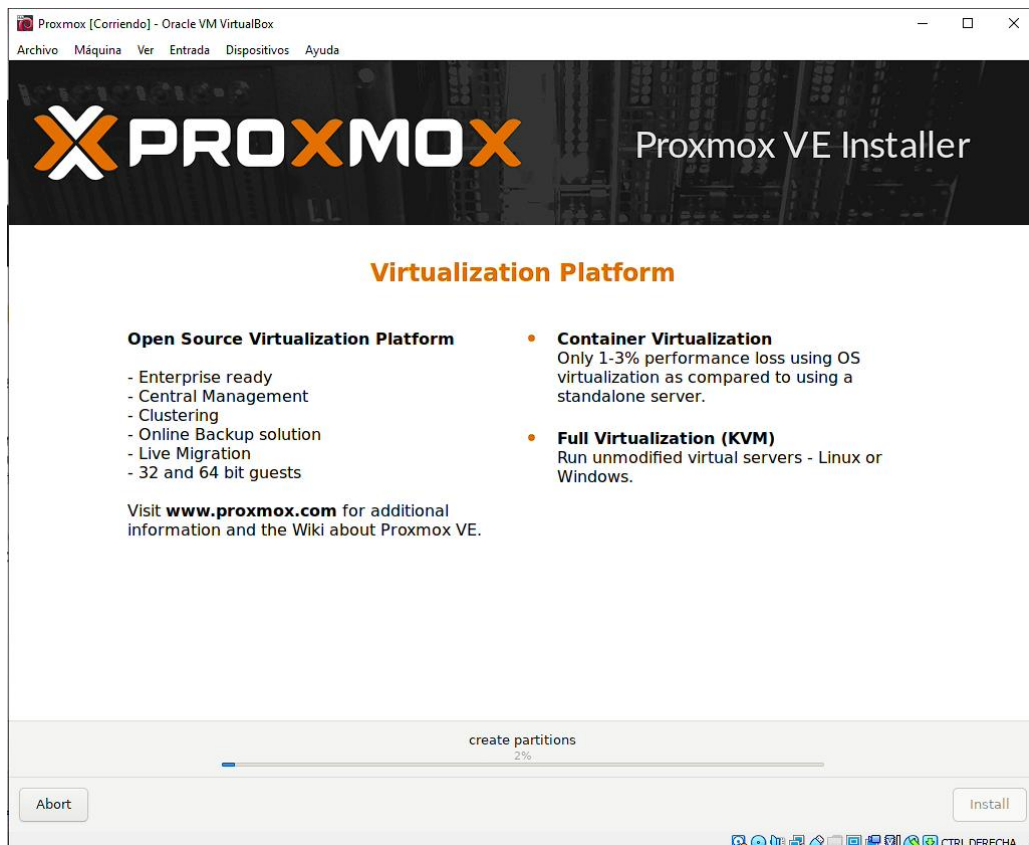 Proxmox [Corriendo] - Oracle VM VirtualBox
Archivo Máquina Ver Entrada Dispositivos Ayuda
PROXMOX
Proxmox VE Installer
Virtualization Platform
Open Source Virtualization Platform
- Enterprise ready
- Central Management
- Clustering
- Online Backup solution
- Live Migration
- 32 and 64 bit guests
Visit www.proxmox.com for additional
information and the Wiki about Proxmox VE.
• Container Virtualization
Only 1-3% performance loss using OS
virtualization as compared to using a
standalone server.
• Full Virtualization (KVM)
Run unmodified virtual servers - Linux or
Windows.
create partitions
2%
Abort
Install
CTRL DERECHA